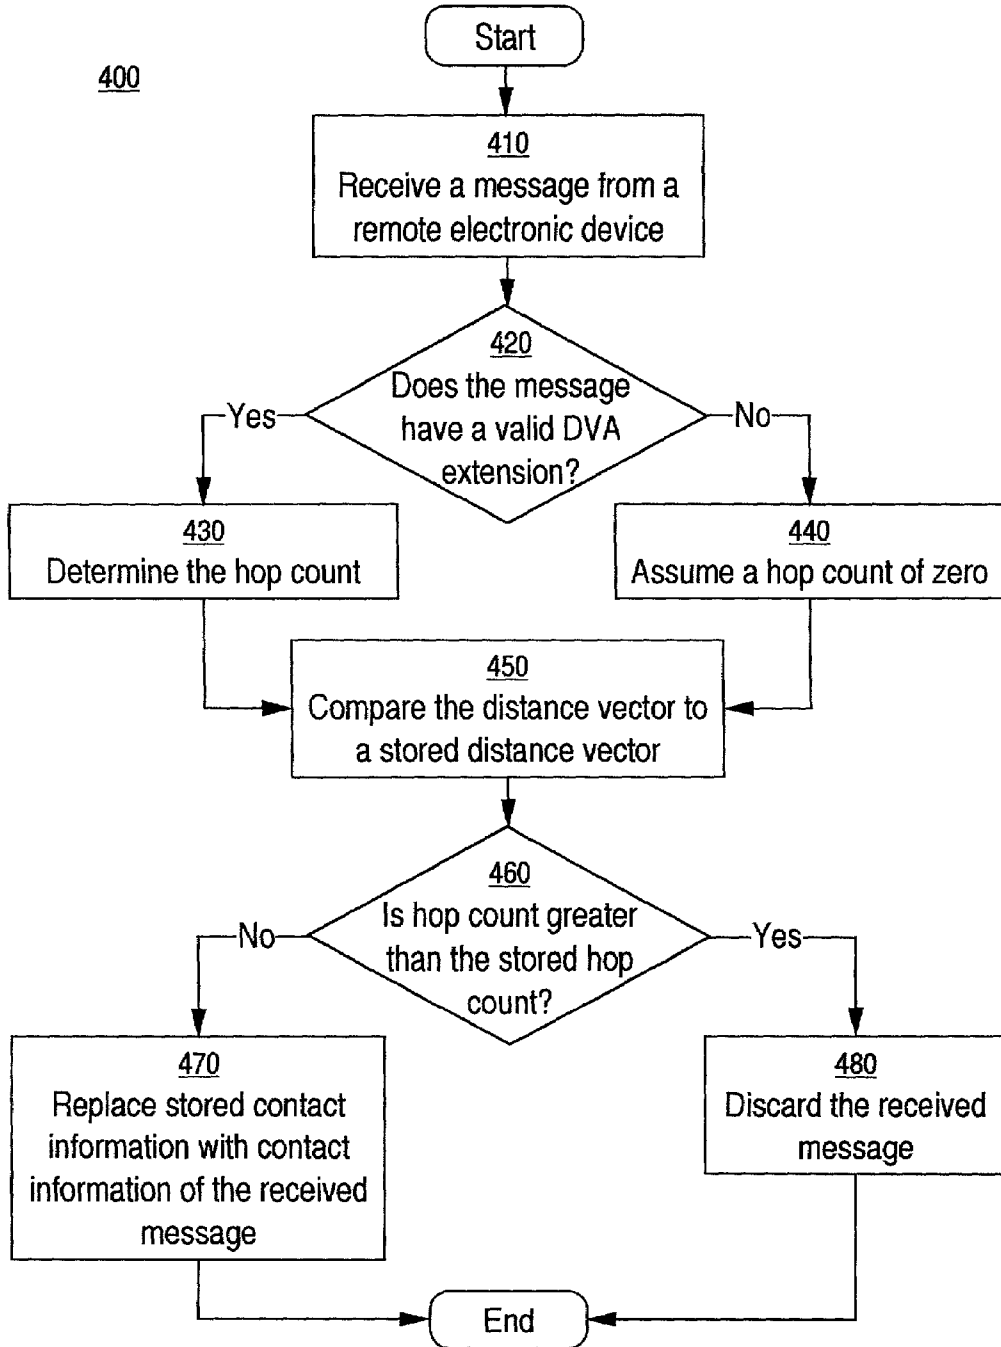 Start
400
410
Receive a message from a
remote electronic device
420
Does the message
have a valid DVA
extension?
Yes
No
430
Determine the hop count
440
Assume a hop count of zero
450
Compare the distance vector to
a stored distance vector
460
Is hop count greater
than the stored hop
count?
No
Yes
470
Replace stored contact
information with contact
information of the received
message
480
Discard the received
message
End